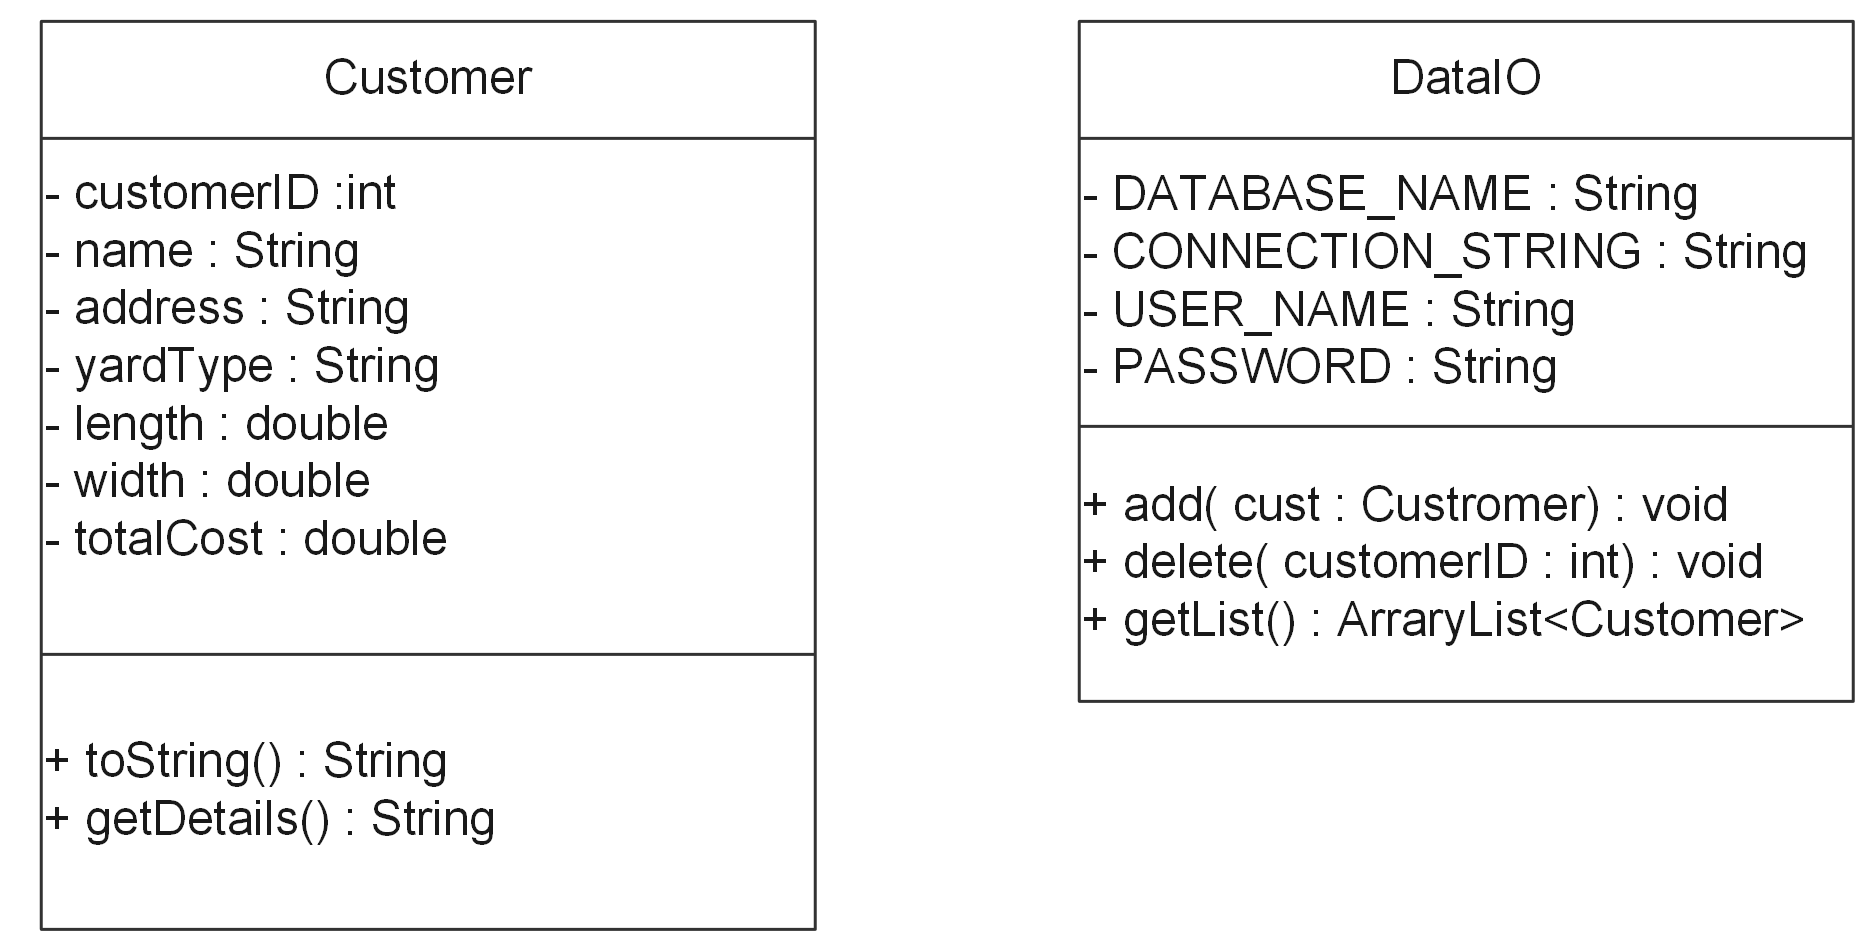 Customer
- customerID :int
- name : String
- address : String
- yardType : String
- length : double
- width : double
- totalCost : double
+ toString() : String
+ getDetails() : String
DataIO
- DATABASE_NAME : String
- CONNECTION_STRING : String
- USER_NAME : String
- PASSWORD : String
+ add( cust : Custromer) : void
+ delete( customerID : int) : void
+ getList() : ArraryList<Customer>